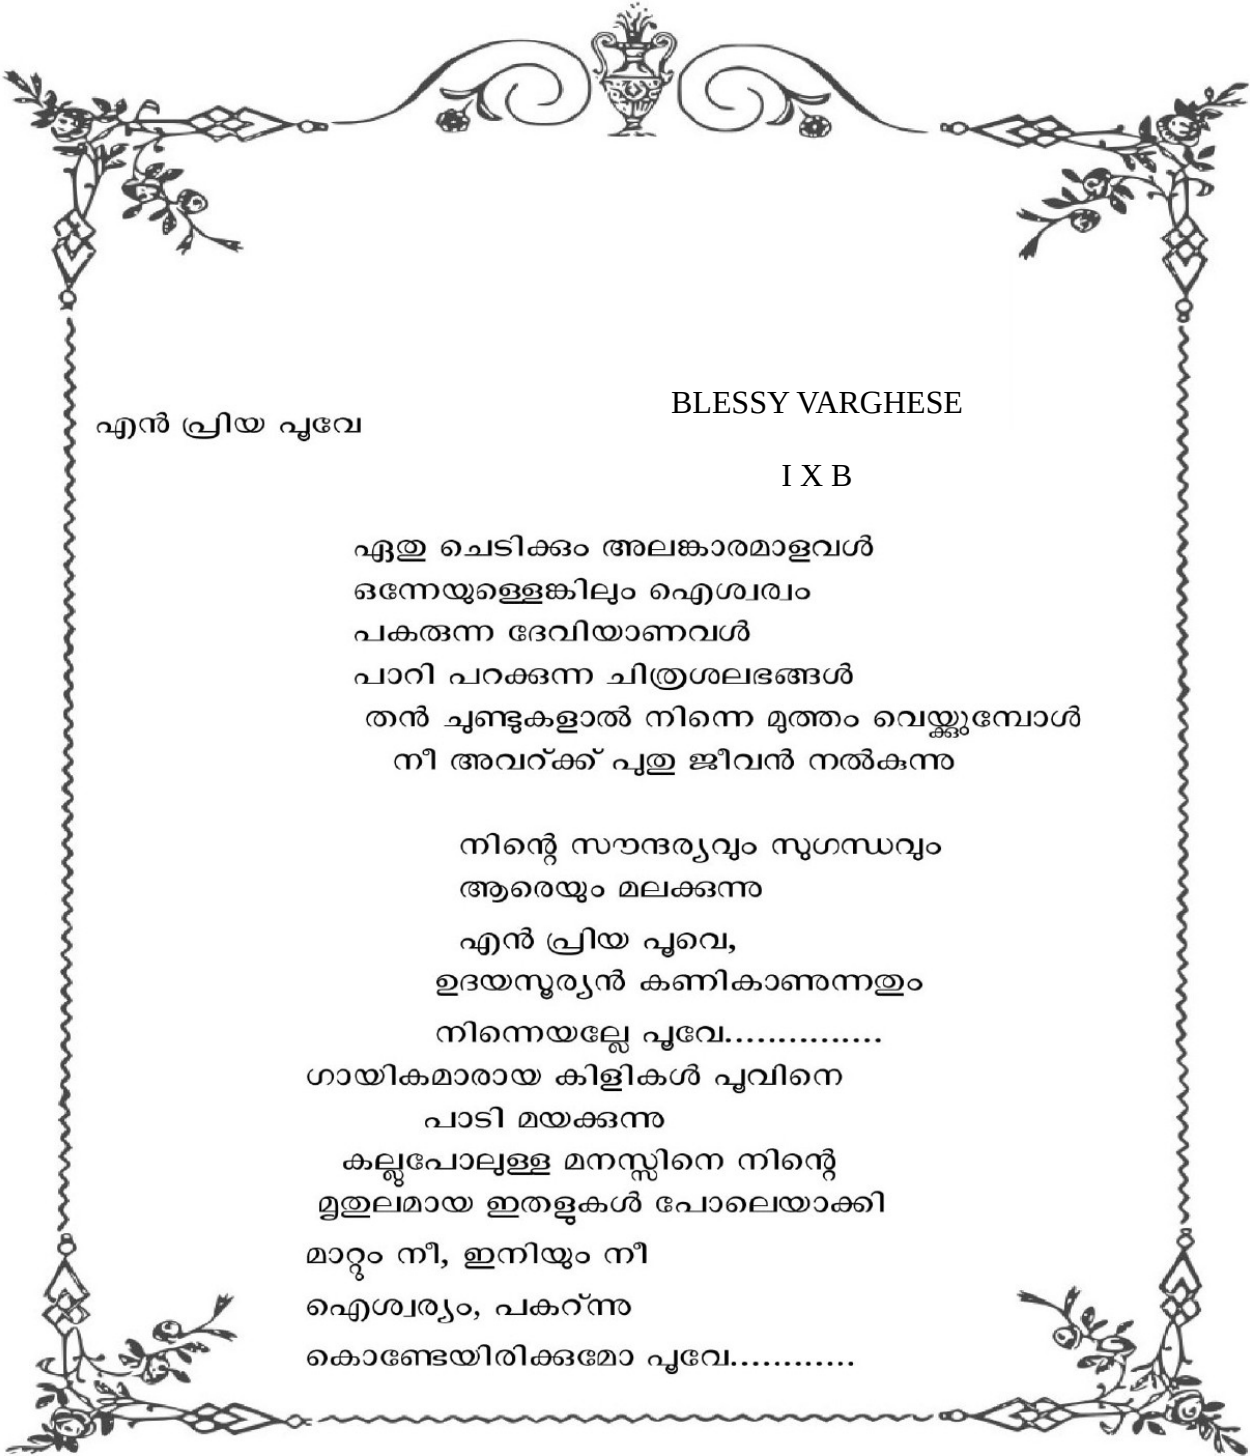 എൻ പ്രിയ പൂവേ
BLESSY VARGHESE
I X B
ഏതു ചെടിക്കും അലങ്കാരമാളവൾ
ഒന്നേയുള്ളെങ്കിലും ഐശ്വര്വം
പകരുന്ന ദേവിയാണവൾ
പാറി പറക്കുന്ന ചിത്രശലഭങ്ങൾ
തൻ ചുണ്ടുകളാൽ നിന്നെ മുത്തം വെയ്ക്കുമ്പോൾ
നീ അവറ്ക്ക് പുതു ജീവൻ നൽകുന്നു
നിന്റെ സൗന്ദര്യവും സുഗന്ധവും
ആരെയും മലക്കുന്നു
എൻ പ്രിയ പൂവെ,
ഉദയസൂര്യൻ കണികാണുന്നതും
നിന്നെയല്ലേ പൂവേ...............
ഗായികമാരായ കിളികൾ പൂവിനെ
പാടി മയക്കുന്നു
കല്ലുപോലുള്ള മനസ്സിനെ നിന്റെ
മൃതുലമായ ഇതളുകൾ പോലെയാക്കി
മാറ്റും നീ, ഇനിയും നീ
ഐശ്വര്യം, പകറ്ന്നു
കൊണ്ടേയിരിക്കുമോ പൂവേ............